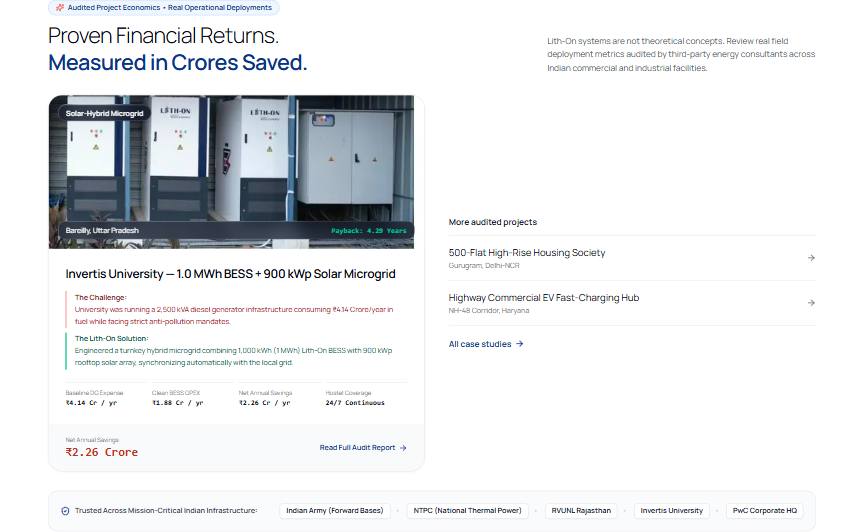 Audited Project Economics • Real Operational Deployments
Proven Financial Returns.
Measured in Crores Saved.
Lith-On systems are not theoretical concepts. Review real field
deployment metrics audited by third-party energy consultants across
Indian commercial and industrial facilities.
Solar-Hybrid Microgrid
LITH-ON
LITH-ON
Bareilly, Uttar Pradesh
Payback: 4.29 Years
Invertis University — 1.0 MWh BESS + 900 kWp Solar Microgrid
The Challenge:
University was running a 2,500 kVA diesel generator infrastructure consuming ₹4.14 Crore/year in
fuel while facing strict anti-pollution mandates.
The Lith-On Solution:
Engineered a turnkey hybrid microgrid combining 1,000 kWh (1 MWh) Lith-On BESS with 900 kWp
rooftop solar array, synchronizing automatically with the local grid.
Baseline DG Expense
Clean BESS OPEX
Net Annual Savings
Hostel Coverage
₹4.14 Cr / yr
₹1.88 Cr / yr
₹2.26 Cr / yr
24/7 Continuous
Net Annual Savings
₹2.26 Crore
Read Full Audit Report →
More audited projects
500-Flat High-Rise Housing Society
Gurugram, Delhi-NCR
→
Highway Commercial EV Fast-Charging Hub
NH-48 Corridor, Haryana
→
All case studies →
Trusted Across Mission-Critical Indian Infrastructure:
Indian Army (Forward Bases)
•
NTPC (National Thermal Power)
•
RVUNL Rajasthan
•
Invertis University
•
PwC Corporate HQ